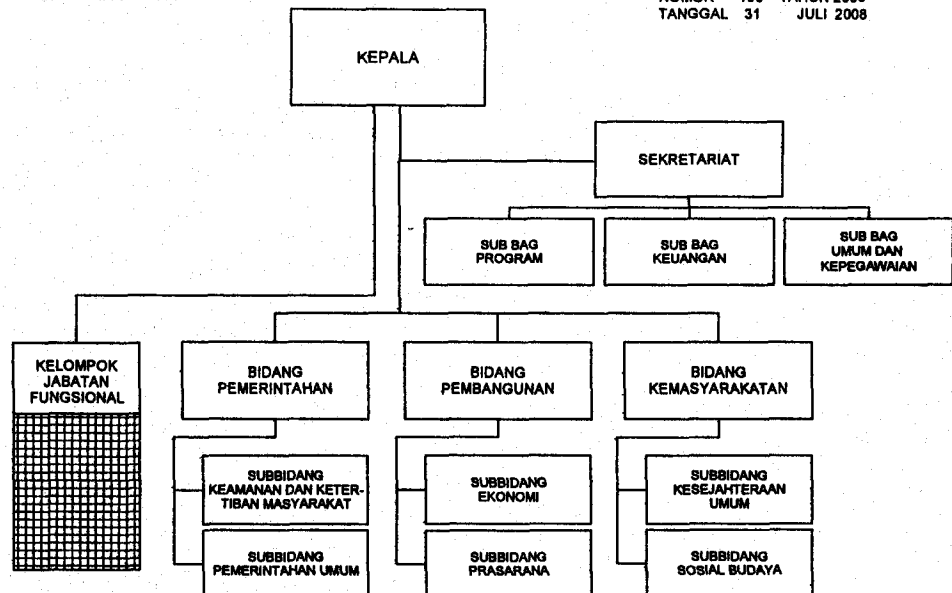 TANGGAL 31 JULI 2008
KEPALA
SEKRETARIAT
SUB BAG
PROGRAM
SUB BAG
KEUANGAN
SUB BAG
UMUM DAN
KEPEGAWAIAN
KELOMPOK
JABATAN
FUNGSIONAL
BIDANG
PEMERINTAHAN
BIDANG
PEMBANGUNAN
BIDANG
KEMASYARAKATAN
SUBBIDANG
KEAMANAN DAN KETER-
TIBAN MASYARAKAT
SUBBIDANG
EKONOMI
SUBBIDANG
KESEJAHTERAAN
UMUM
SUBBIDANG
PEMERINTAHAN UMUM
SUBBIDANG
PRASARANA
SUBBIDANG
SOSIAL BUDAYA